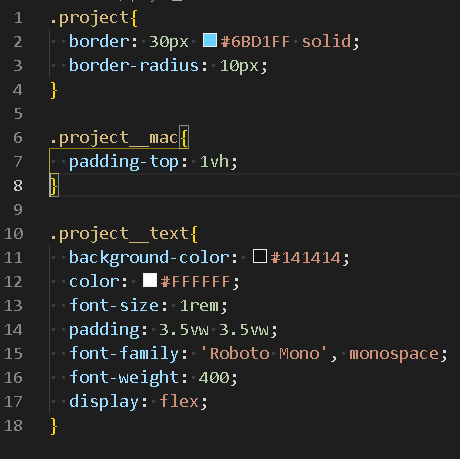 1 .project{
2   border: 30px #6BD1FF solid;
3   border-radius: 10px;
4 }
5
6 .project__mac{
7   padding-top: 1vh;
8 }
9
10 .project__text{
11   background-color: #141414;
12   color: #FFFFFF;
13   font-size: 1rem;
14   padding: 3.5vw 3.5vw;
15   font-family: 'Roboto Mono', monospace;
16   font-weight: 400;
17   display: flex;
18 }